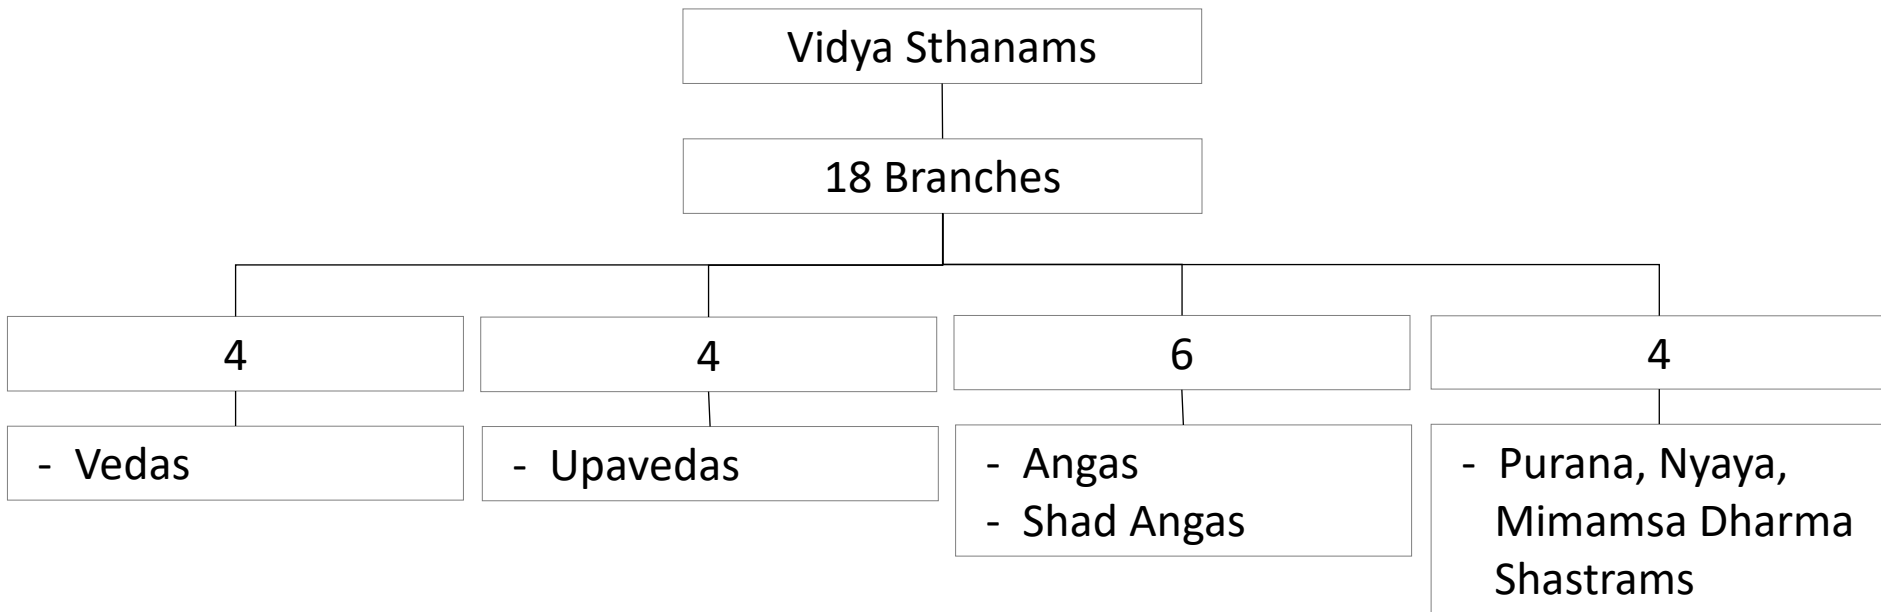 Vidya Sthanams
18 Branches
4
4
6
4
- Vedas
- Upavedas
- Angas
- Shad Angas
- Purana, Nyaya,
Mimamsa Dharma
Shastrams